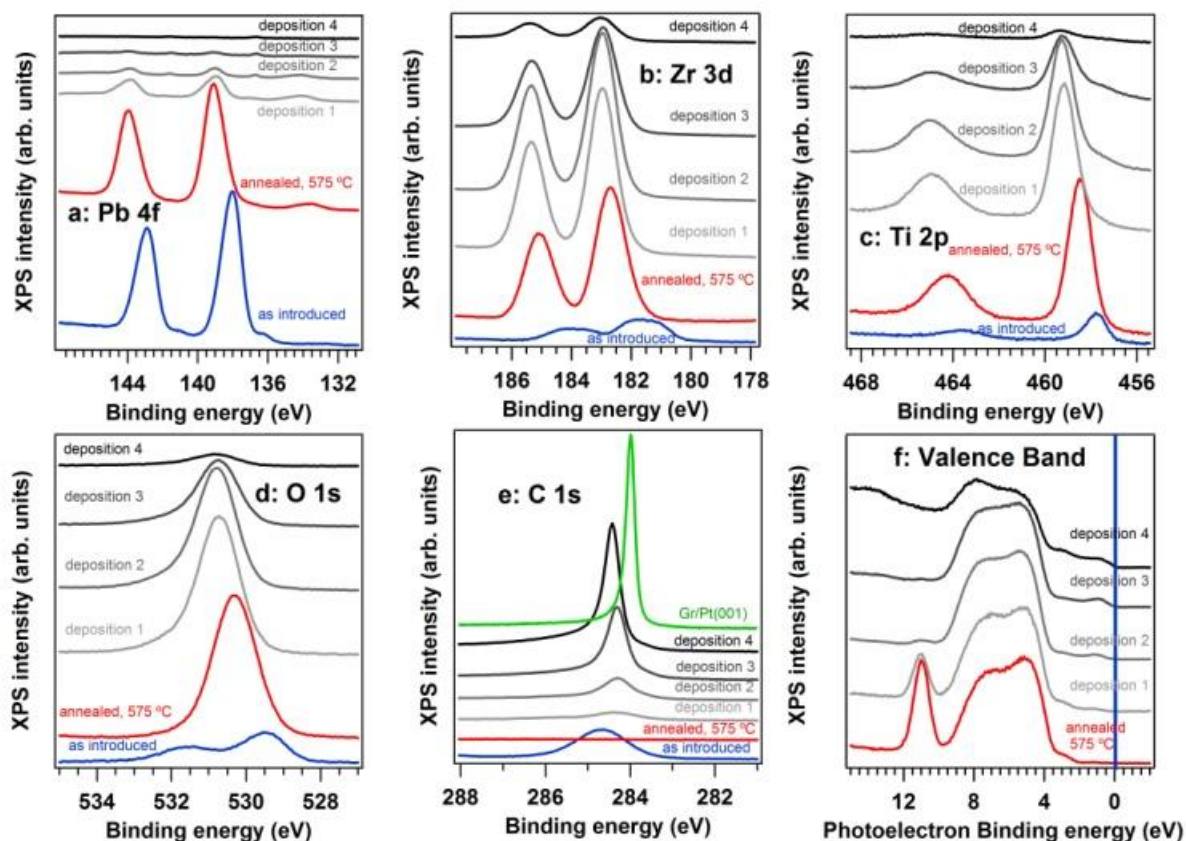 XPS intensity (arb. units)
deposition 4
deposition 3
deposition 2
deposition 1
annealed, 575 ºC
a: Pb 4f
as introduced
144 140 136 132
Binding energy (eV)
XPS intensity (arb. units)
deposition 4
b: Zr 3d
deposition 3
deposition 2
deposition 1
annealed, 575 ºC
as introduced
186 184 182 180 178
Binding energy (eV)
XPS intensity (arb. units)
deposition 4
deposition 3
deposition 2
deposition 1
c: Ti 2p
annealed, 575 ºC
as introduced
468 464 460 456
Binding energy (eV)
XPS intensity (arb. units)
deposition 4
d: O 1s
deposition 3
deposition 2
deposition 1
annealed, 575 ºC
as introduced
534 532 530 528
Binding energy (eV)
XPS intensity (arb. units)
e: C 1s
Gr/Pt(001)
deposition 4
deposition 3
deposition 2
deposition 1
annealed, 575 ºC
as introduced
288 286 284 282
Binding energy (eV)
XPS intensity (arb. units)
f: Valence Band
deposition 4
deposition 3
deposition 2
deposition 1
annealed
575 ºC
12 8 4 0
Photoelectron Binding energy (eV)